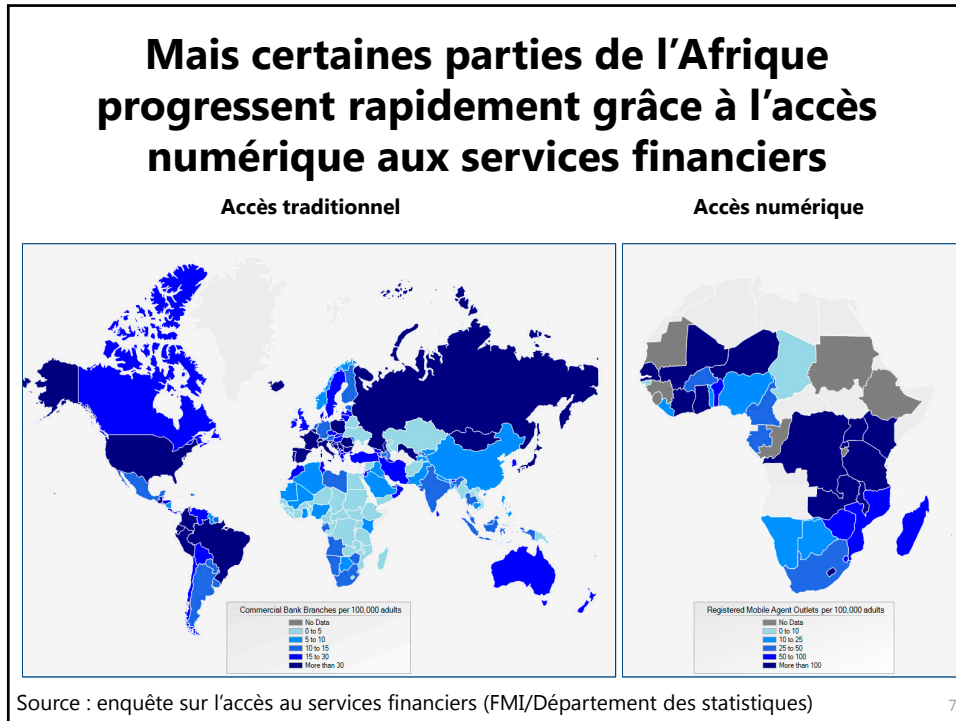 Mais certaines parties de l'Afrique
progressent rapidement grâce à l'accès
numérique aux services financiers
Accès traditionnel
Accès numérique
Commercial Bank Branches per 100,000 adults
No Data
0 to 5
5 to 10
10 to 15
15 to 30
More than 30
Registered Mobile Agent Outlets per 100,000 adults
No Data
0 to 10
10 to 25
25 to 50
50 to 100
More than 100
Source : enquête sur l'accès au services financiers (FMI/Département des statistiques)
7